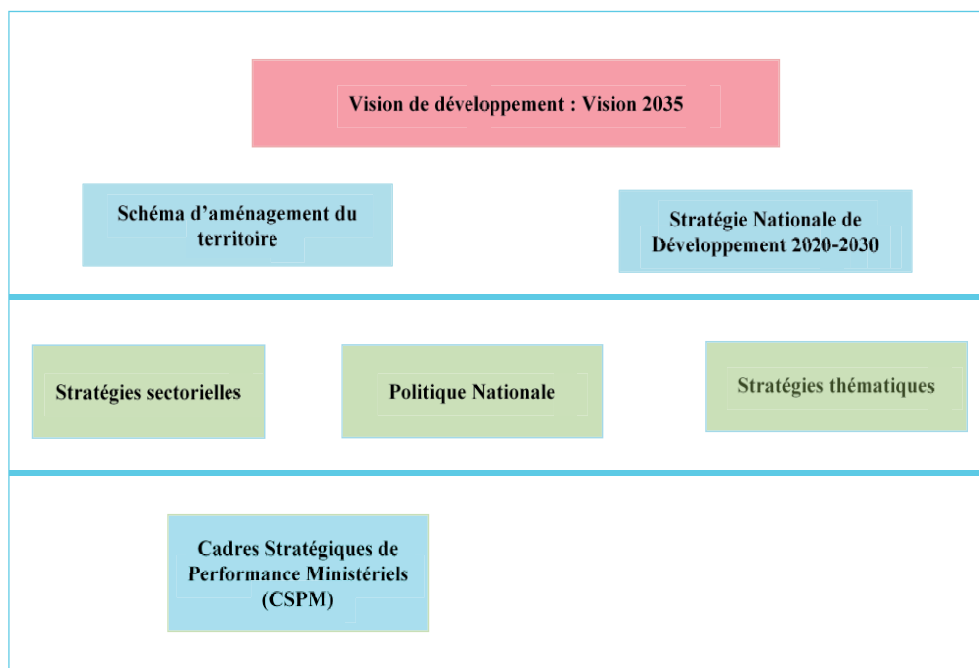 Vision de développement : Vision 2035
Schéma d'aménagement du
territoire
Stratégie Nationale de
Développement 2020-2030
Stratégies sectorielles
Politique Nationale
Stratégies thématiques
Cadres Stratégiques de
Performance Ministériels
(CSPM)